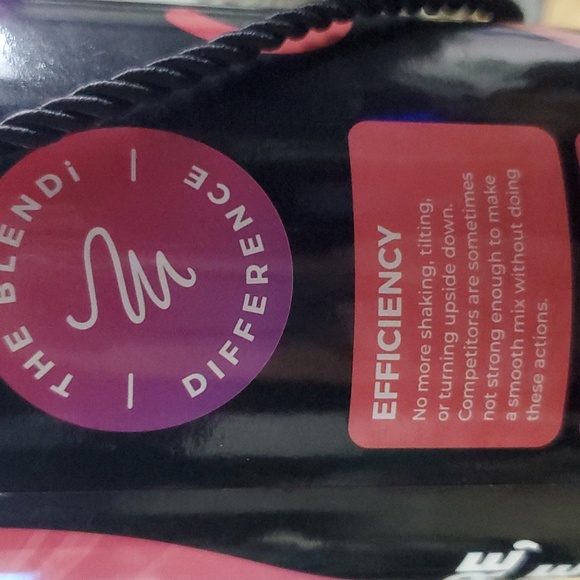 THE BLENDi
DIFFERENCE
EFFICIENCY
No more shaking, tilting,
or turning upside down.
Competitors are sometimes
not strong enough to make
a smooth mix without doing
these actions.